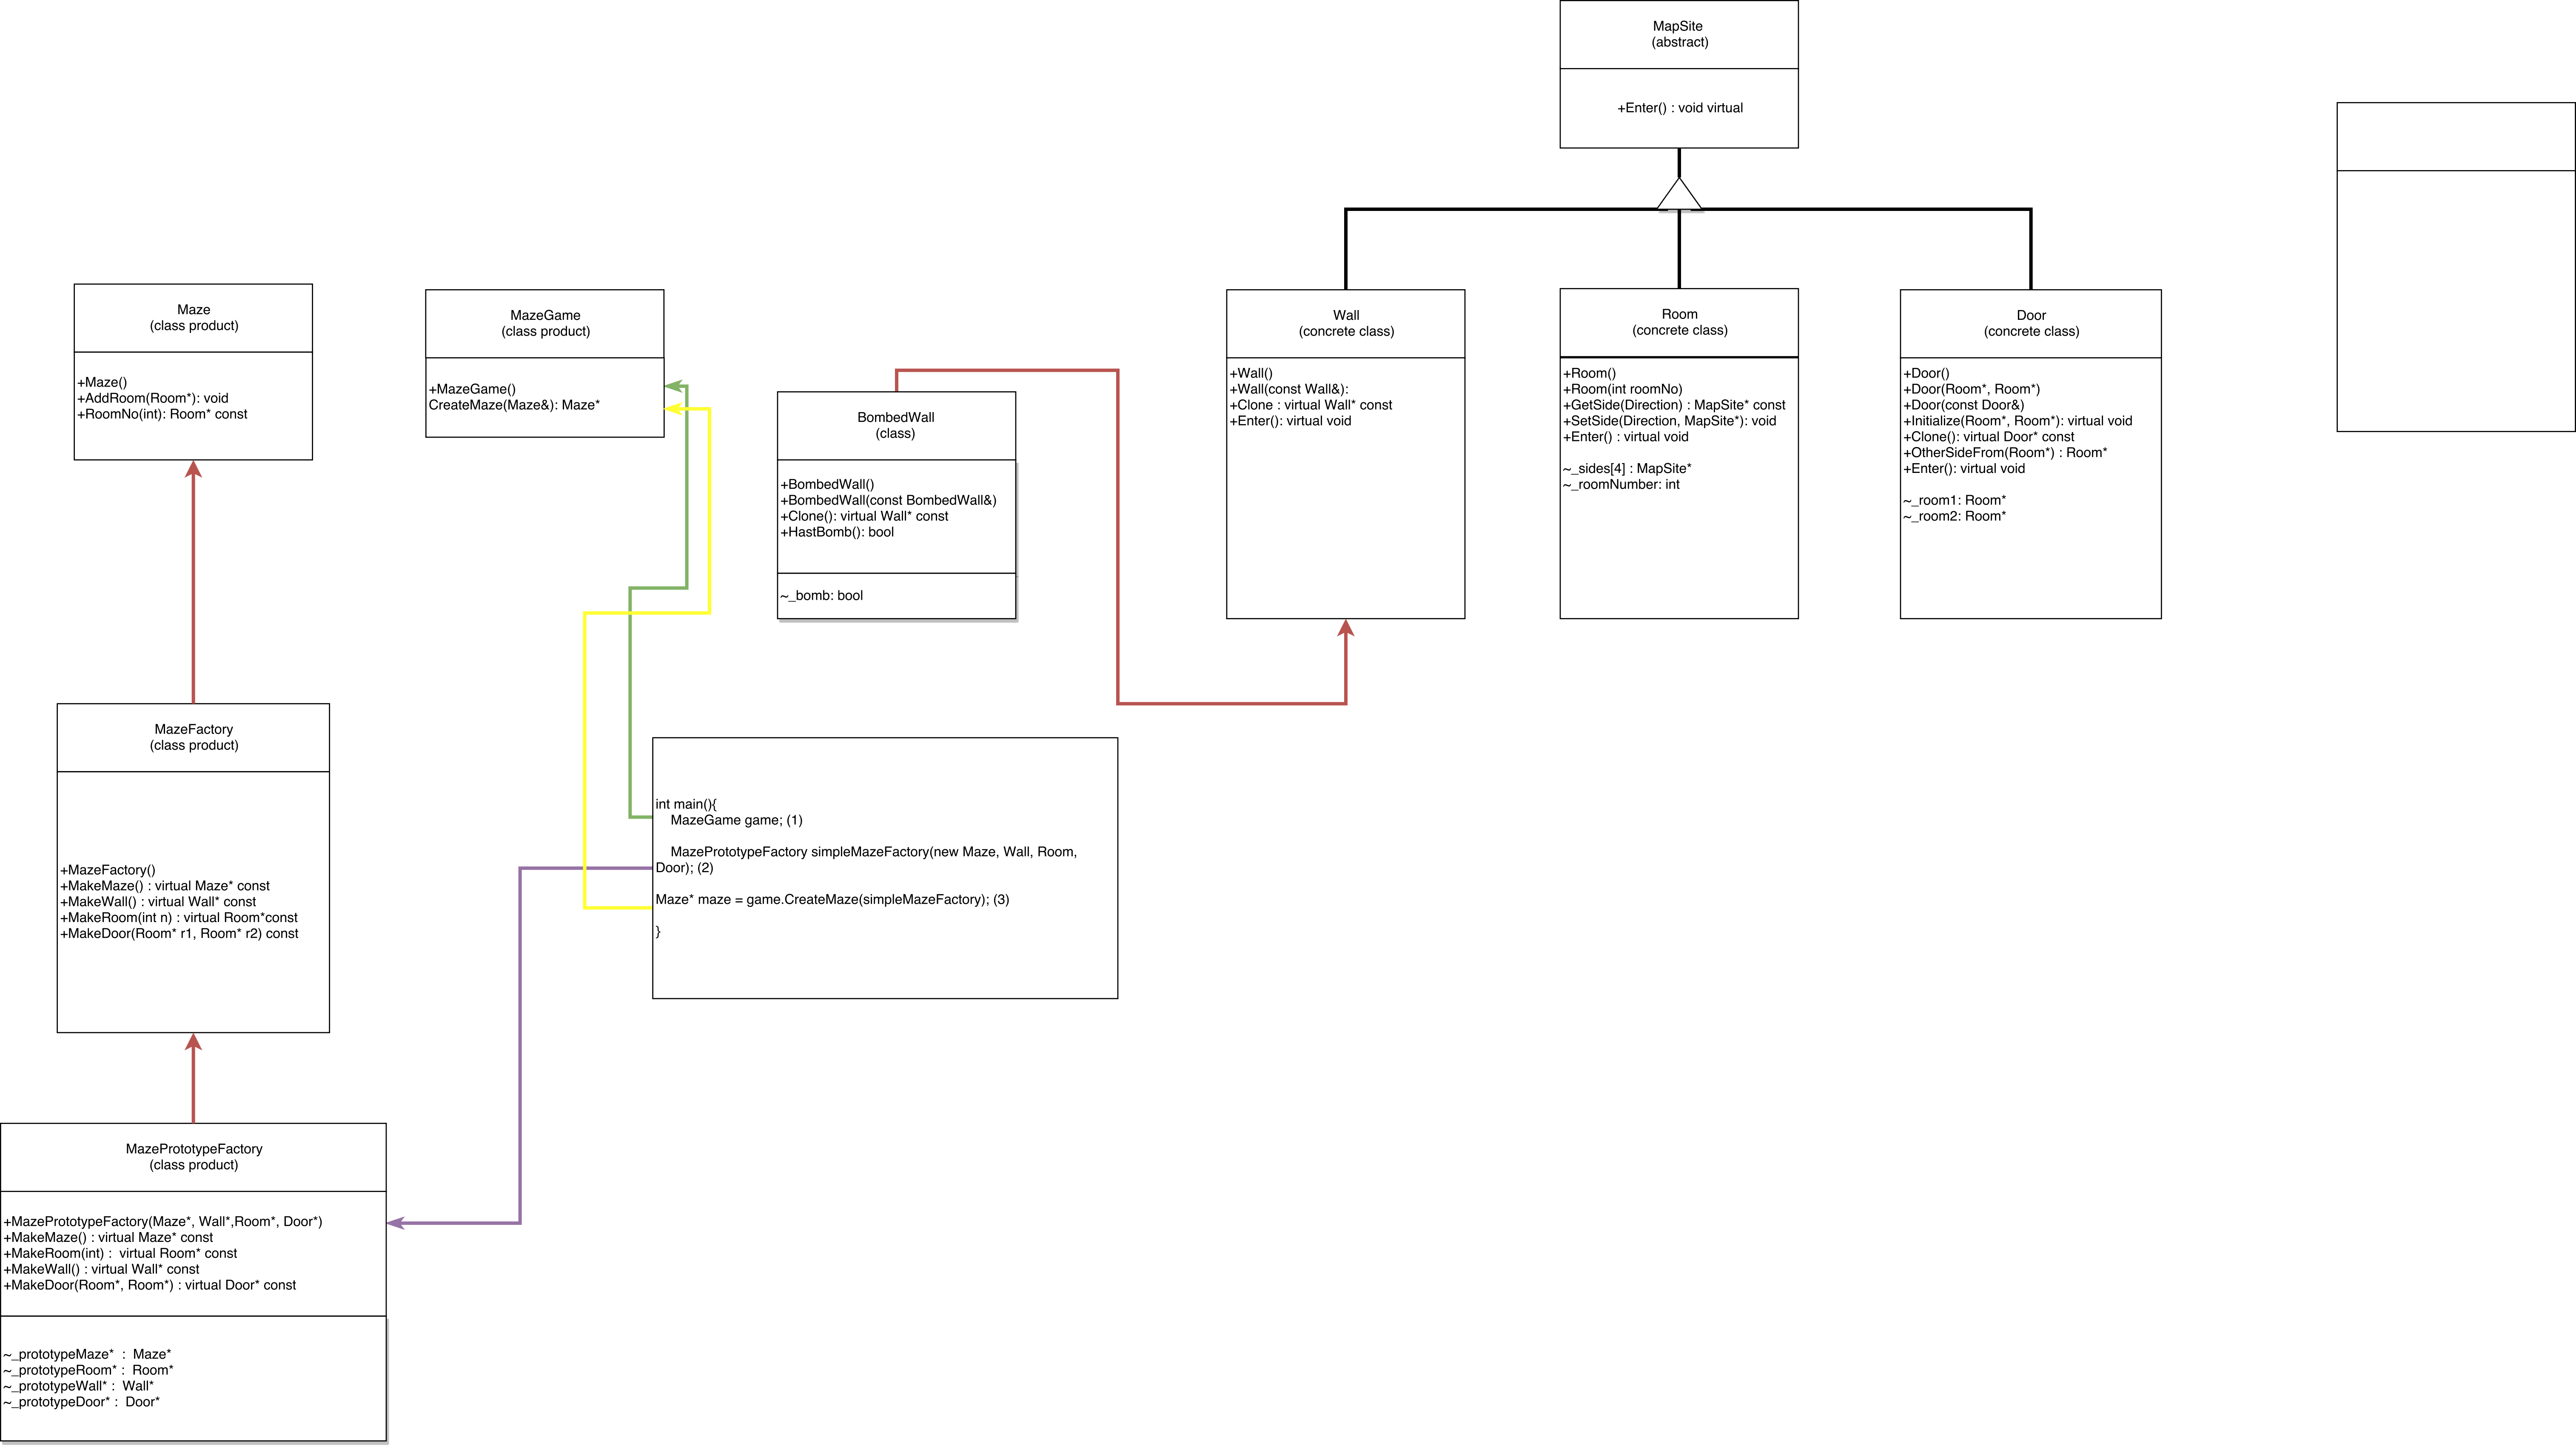 MapSite
(abstract)
+Enter() : void virtual
Maze
(class product)
+Maze()
+AddRoom(Room*): void
+RoomNo(int): Room* const
MazeGame
(class product)
+MazeGame()
CreateMaze(Maze&): Maze*
BombedWall
(class)
+BombedWall()
+BombedWall(const BombedWall&)
+Clone(): virtual Wall* const
+HastBomb(): bool
~_bomb: bool
Wall
(concrete class)
+Wall()
+Wall(const Wall&):
+Clone : virtual Wall* const
+Enter(): virtual void
Room
(concrete class)
+Room()
+Room(int roomNo)
+GetSide(Direction) : MapSite* const
+SetSide(Direction, MapSite*): void
+Enter() : virtual void
~_sides[4] : MapSite*
~_roomNumber: int
Door
(concrete class)
+Door()
+Door(Room*, Room*)
+Door(const Door&)
+Initialize(Room*, Room*): virtual void
+Clone(): virtual Door* const
+OtherSideFrom(Room*) : Room*
+Enter(): virtual void
~_room1: Room*
~_room2: Room*
MazeFactory
(class product)
+MazeFactory()
+MakeMaze() : virtual Maze* const
+MakeWall() : virtual Wall* const
+MakeRoom(int n) : virtual Room*const
+MakeDoor(Room* r1, Room* r2) const
int main(){
MazeGame game; (1)
MazePrototypeFactory simpleMazeFactory(new Maze, Wall, Room,
Door); (2)
Maze* maze = game.CreateMaze(simpleMazeFactory); (3)
}
MazePrototypeFactory
(class product)
+MazePrototypeFactory(Maze*, Wall*,Room*, Door*)
+MakeMaze() : virtual Maze* const
+MakeRoom(int) :  virtual Room* const
+MakeWall() : virtual Wall* const
+MakeDoor(Room*, Room*) : virtual Door* const
~_prototypeMaze*  :  Maze*
~_prototypeRoom* :  Room*
~_prototypeWall* :  Wall*
~_prototypeDoor* :  Door*